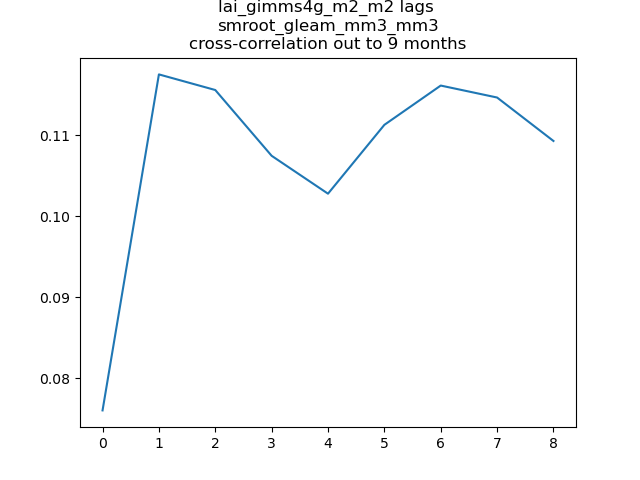 lai_gimms4g_m2_m2 lags
smroot_gleam_mm3_mm3
cross-correlation out to 9 months
0.11
0.10
0.09
0.08
0 1 2 3 4 5 6 7 8